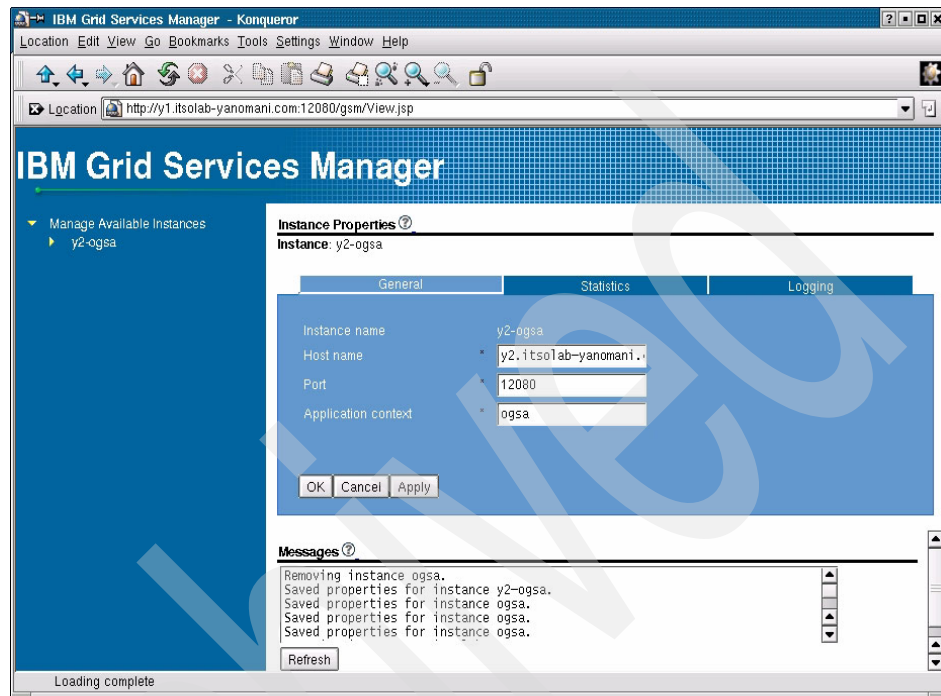 IBM Grid Services Manager - Konqueror
Location Edit View Go Bookmarks Tools Settings Window Help
Location http://y1.itsolab-yanomani.com:12080/gsm/View.jsp
IBM Grid Services Manager
Manage Available Instances
y2-ogsa
Instance Properties ?
Instance: y2-ogsa
General Statistics Logging
Instance name y2-ogsa
Host name * y2.itsolab-yanomani.
Port * 12080
Application context * ogsa
OK Cancel Apply
Messages ?
Removing instance ogsa.
Saved properties for instance y2-ogsa.
Saved properties for instance ogsa.
Saved properties for instance ogsa.
Saved properties for instance ogsa.
Refresh
Loading complete
hived